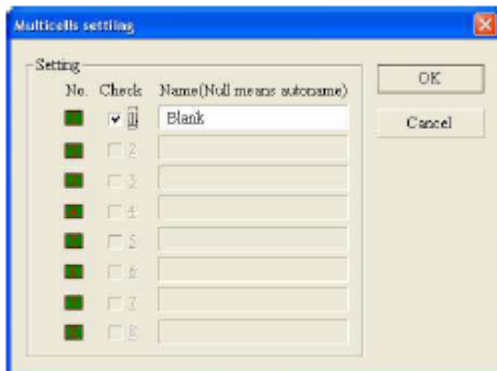 Multicells settiing
Setting
No. Check Name(Null means autoname)
1 Blank
2
3
4
5
6
7
8
OK
Cancel